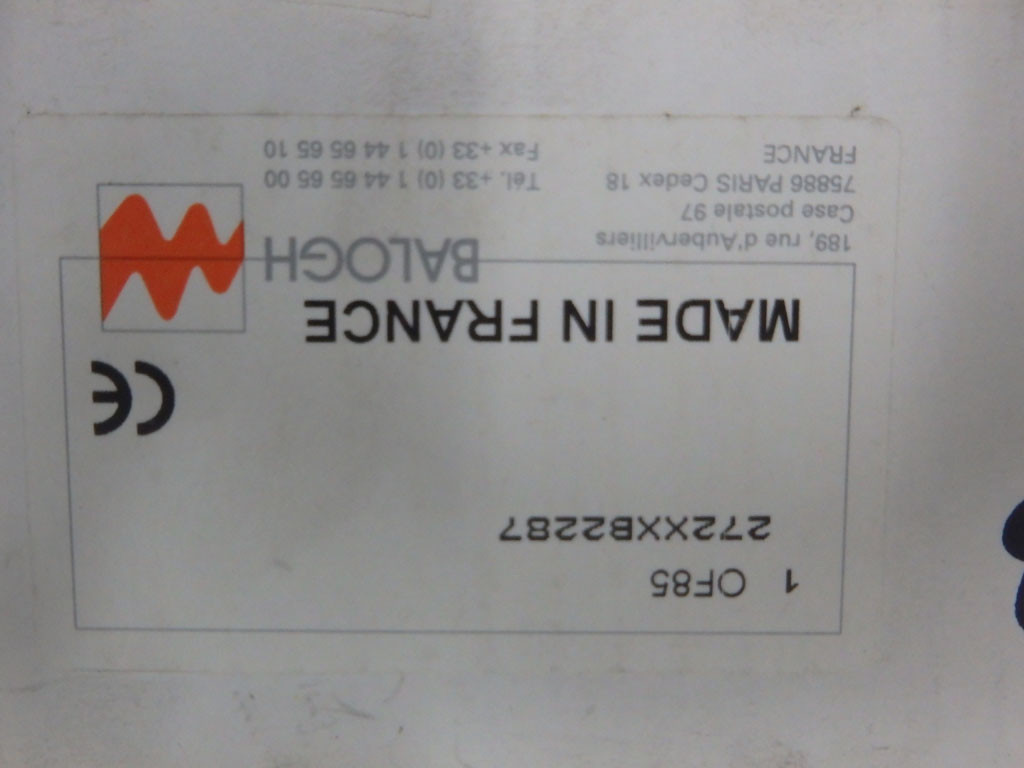 1 OF85
272XXB2287
CE
MADE IN FRANCE
BALOGH
189, rue d'Aubervilliers
Case postale 97
75886 PARIS Cedex 18
FRANCE
Tél. +33 (0) 1 44 65 65 00
Fax +33 (0) 1 44 65 65 10